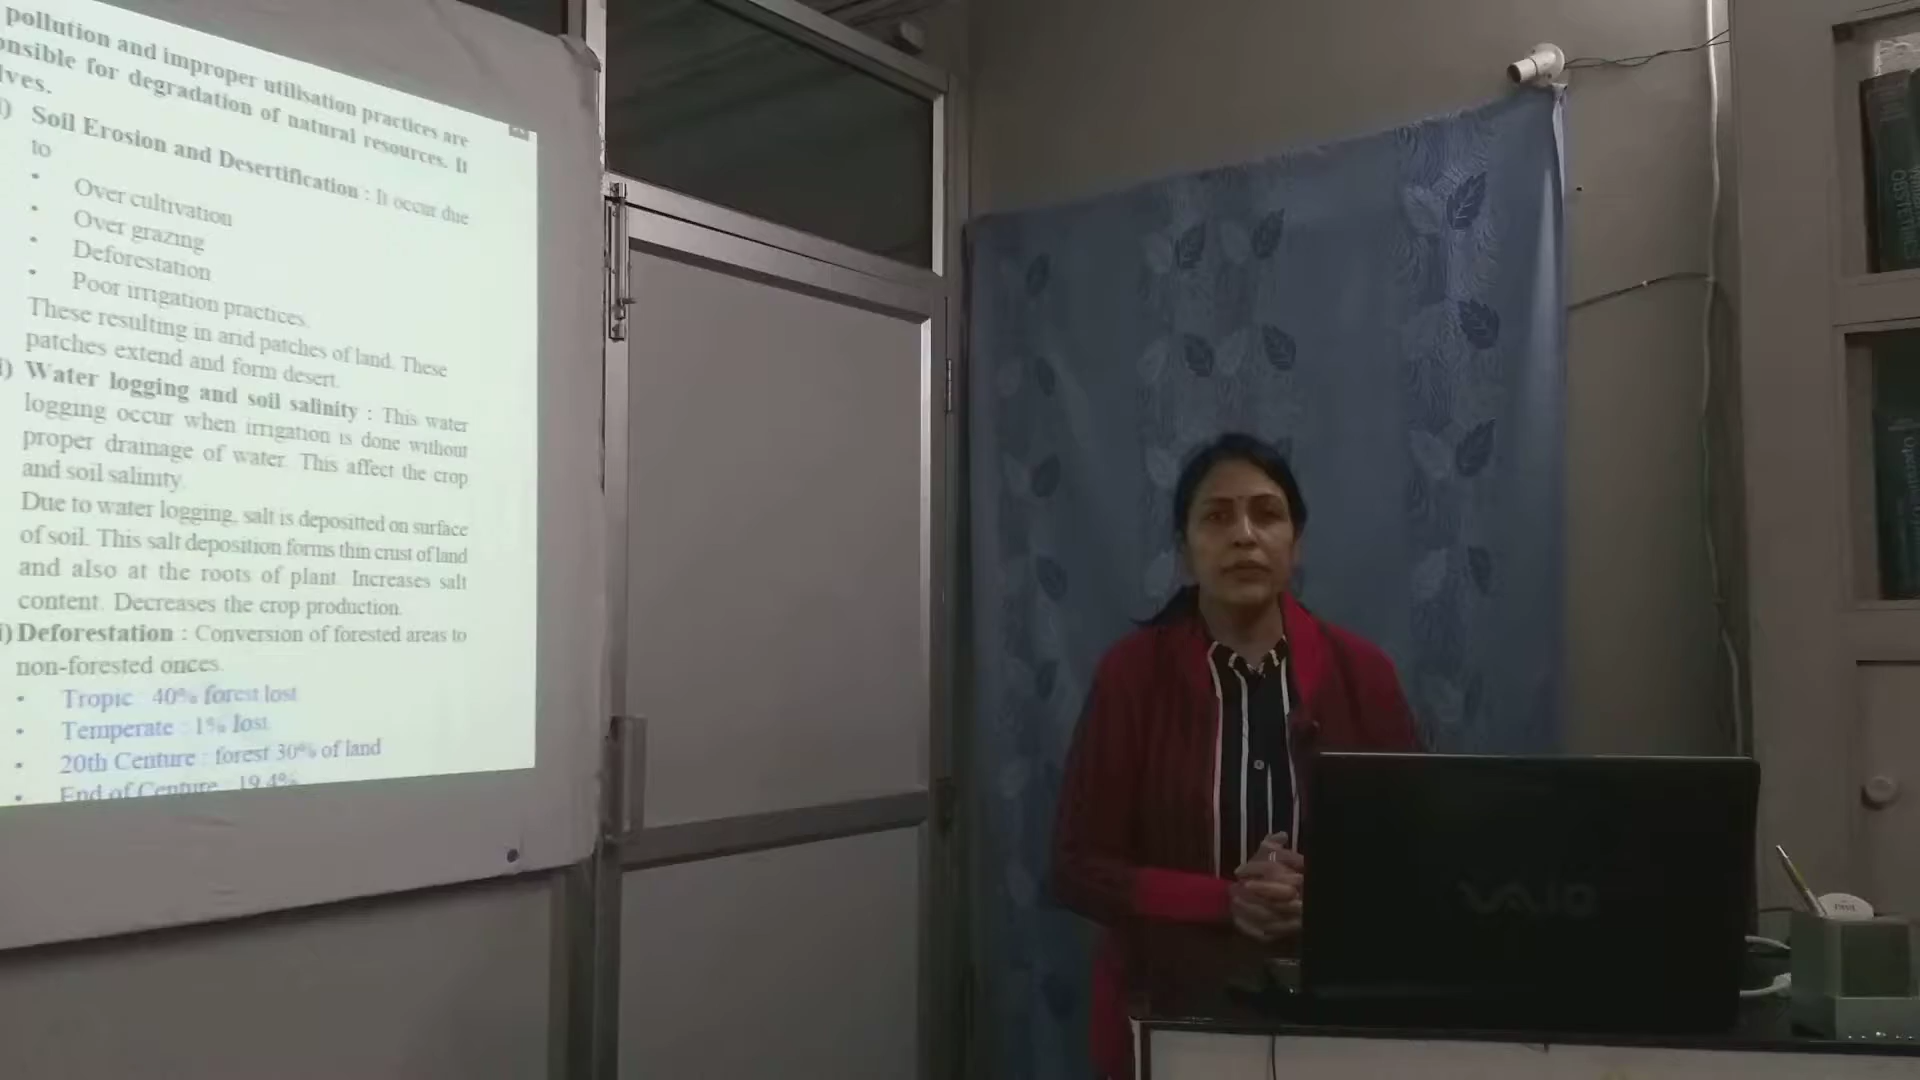 pollution and improper utilisation practices are
onsible for degradation of natural resources. It
lves.
i) Soil Erosion and Desertification : It occur due
to
• Over cultivation
• Over grazing
• Deforestation
• Poor irrigation practices.
These resulting in arid patches of land. These
patches extend and form desert.
i) Water logging and soil salinity : This water
logging occur when irrigation is done without
proper drainage of water. This affect the crop
and soil salinity.
Due to water logging, salt is depositted on surface
of soil. This salt deposition forms thin crust of land
and also at the roots of plant. Increases salt
content. Decreases the crop production.
i) Deforestation : Conversion of forested areas to
non-forested onces.
• Tropic : 40% forest lost
• Temperate : 1% lost
• 20th Centure : forest 30% of land
• End of Centure : 19.4%
VAIO
OBSTETRICS